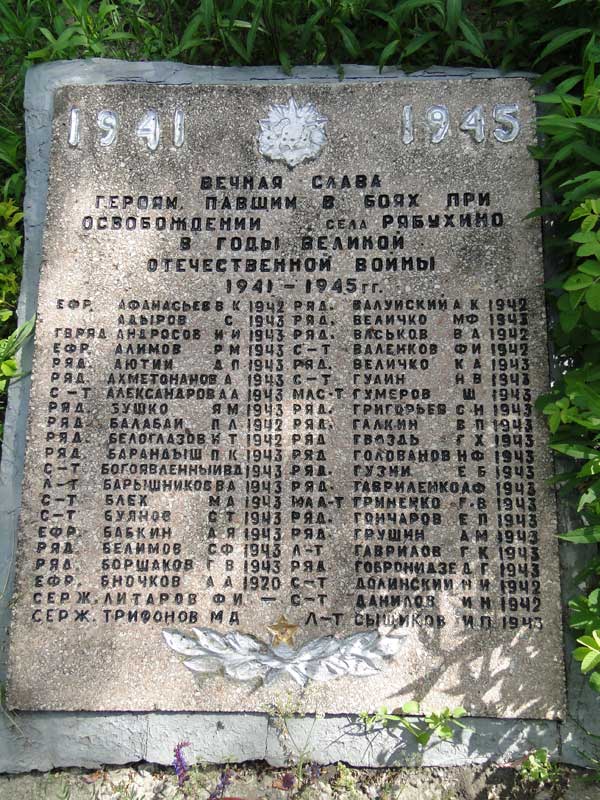 1941 1945
ВЕЧНАЯ СЛАВА
ГЕРОЯМ, ПАВШИМ В БОЯХ ПРИ
ОСВОБОЖДЕНИИ СЕЛА РЯБУХИНО
В ГОДЫ ВЕЛИКОЙ
ОТЕЧЕСТВЕННОЙ ВОЙНЫ
1941 – 1945 ГГ.
ЕФР. АФАНАСЬЕВ В К 1942 РЯД. ВАЛУЙСКИЙ А К 1942
АДЫРОВ С 1943 РЯД. ВЕЛИЧКО М Ф 1943
ГВ РЯД АНДРОСОВ И И 1943 РЯД. ВАСЬКОВ В А 1942
ЕФР. АЛИМОВ Р М 1943 С-Т ВАЛЕНКОВ Ф И 1942
РЯД. АЮТИН Д П 1943 РЯД. ВЕЛИЧКО К А 1943
РЯД. АХМЕТОНАНОВ А 1943 С-Т ГУЛИН Н В 1943
С-Т АЛЕКСАНДРОВ А А 1943 МЛ С-Т ГУМЕРОВ Ш 1943
РЯД. БУШКО Я М 1943 РЯД. ГРИГОРЬЕВ С Н 1943
РЯД. БАЛАБАЙ П Л 1942 РЯД. ГАЛКИН В П 1943
РЯД. БЕЛОГЛАЗОВ И Т 1942 РЯД. ГВОЗДЬ Г Х 1943
РЯД. БАРАНДЫШ П К 1943 РЯД. ГОЛОВАНОВ Н Ф 1943
С-Т БОГОЯВЛЕННЫЙ В Д 1943 РЯД. ГУЗИЙ Е Б 1943
Л-Т БАРЫШНИКОВ В А 1943 РЯД. ГАВРИЛЕНКО А Ф 1943
С-Т БЛЕХ М А 1943 МЛ Л-Т ГРИНЕНКО Г В 1943
С-Т БУЯНОВ С Т 1943 РЯД. ГОНЧАРОВ Е П 1943
ЕФР. БАБКИН А Я 1943 РЯД. ГРУШИН А М 1943
РЯД. БЕЛИМОВ С Ф 1943 Л-Т ГАВРИЛОВ Г К 1943
РЯД. БОРШАКОВ Г В 1943 РЯД. ГОБРОНИДЗЕ Д Г 1943
ЕФР. БНОЧКОВ А А 1920 С-Т ДОЛИНСКИЙ Н И 1942
СЕРЖ. ЛИТАРОВ Ф И – С-Т ДАНИЛОВ И Н 1942
СЕРЖ. ТРИФОНОВ М Д Л-Т СЫЩИКОВ И П 1943